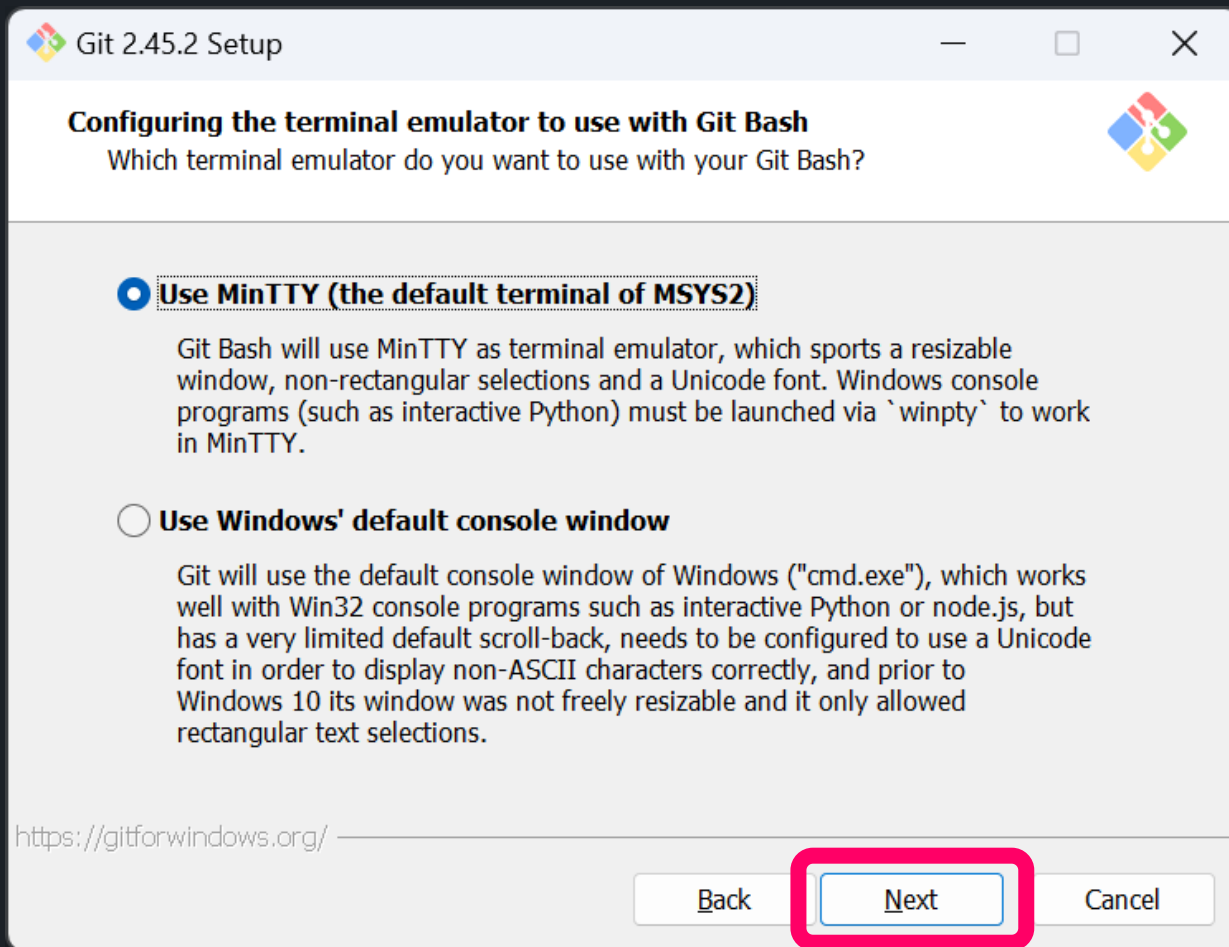 Git 2.45.2 Setup
Configuring the terminal emulator to use with Git Bash
Which terminal emulator do you want to use with your Git Bash?
Use MinTTY (the default terminal of MSYS2)
Git Bash will use MinTTY as terminal emulator, which sports a resizable
window, non-rectangular selections and a Unicode font. Windows console
programs (such as interactive Python) must be launched via `winpty` to work
in MinTTY.
Use Windows' default console window
Git will use the default console window of Windows ("cmd.exe"), which works
well with Win32 console programs such as interactive Python or node.js, but
has a very limited default scroll-back, needs to be configured to use a Unicode
font in order to display non-ASCII characters correctly, and prior to
Windows 10 its window was not freely resizable and it only allowed
rectangular text selections.
https://gitforwindows.org/
Back Next Cancel